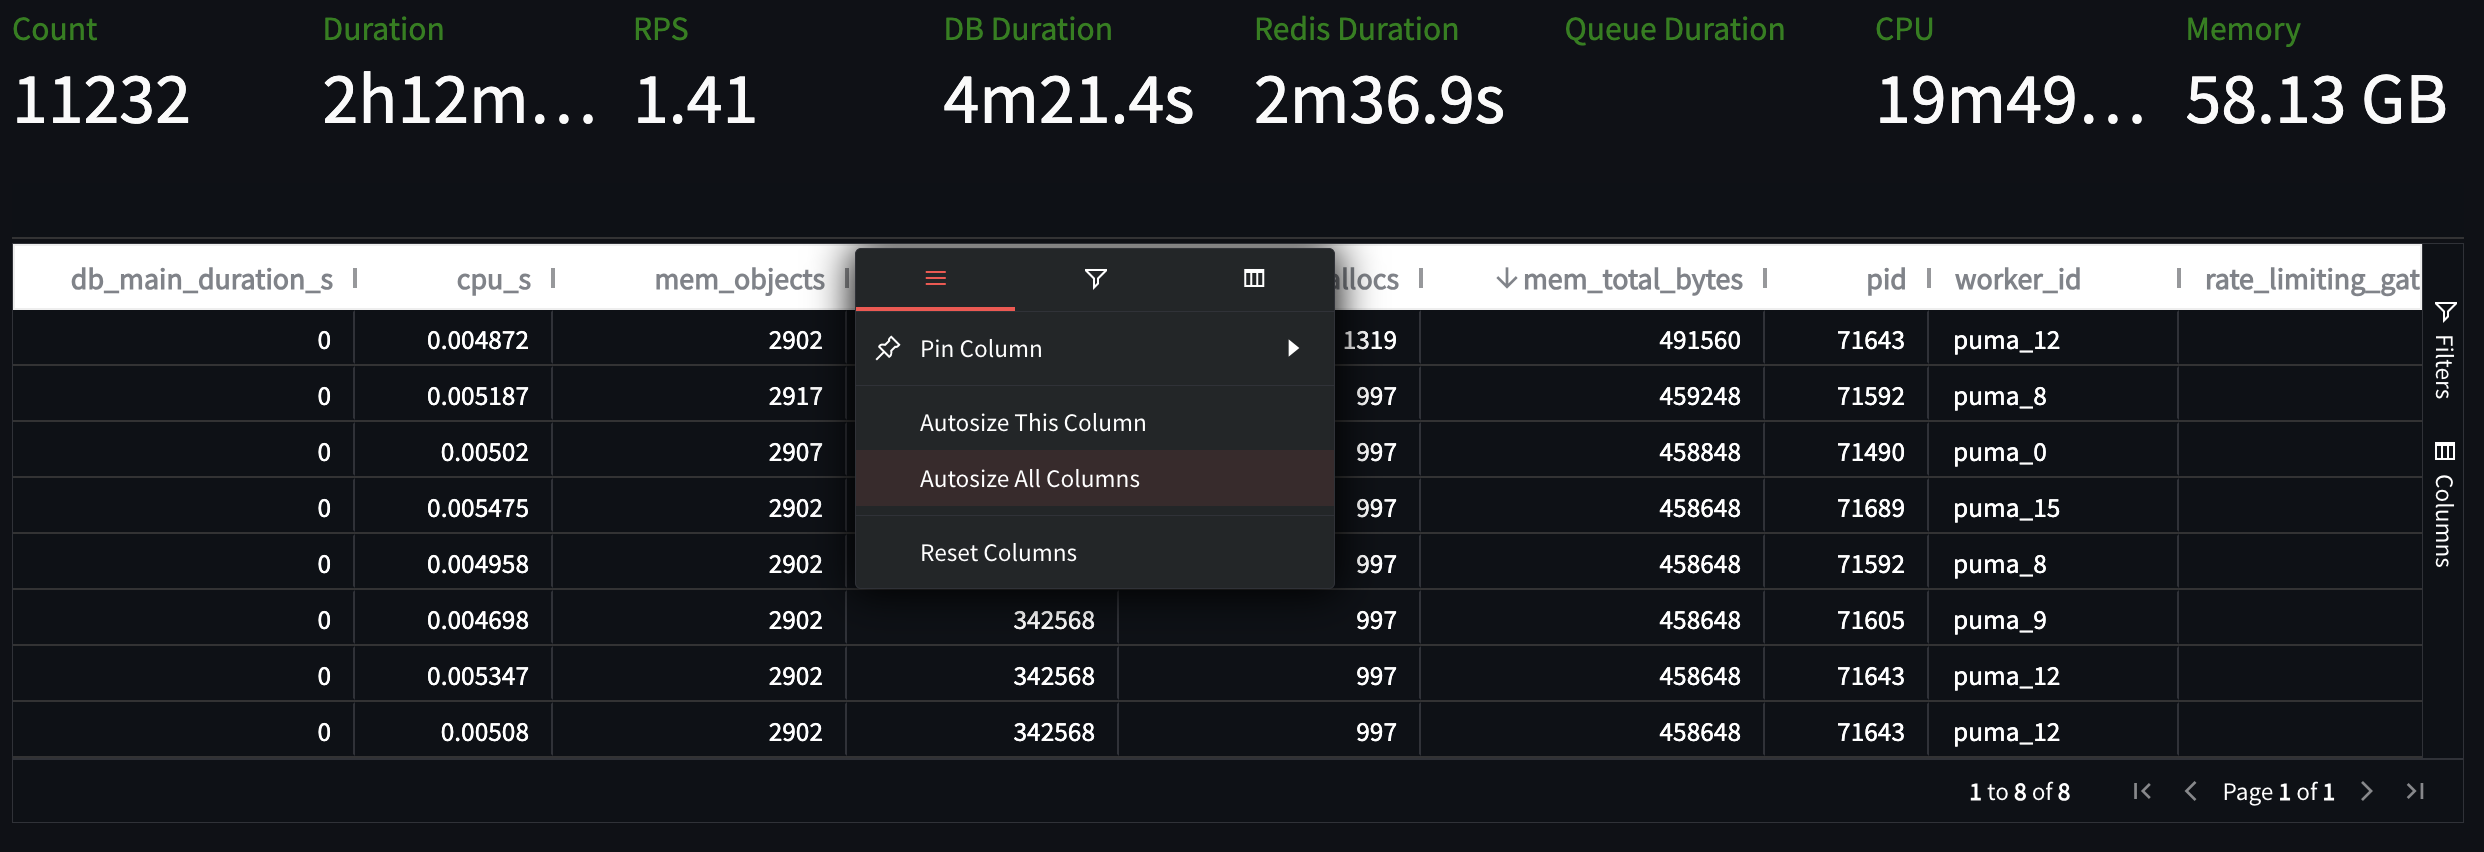 Count Duration RPS DB Duration Redis Duration Queue Duration CPU Memory
11232 2h12m… 1.41 4m21.4s 2m36.9s 19m49… 58.13 GB
db_main_duration_s cpu_s mem_objects allocs mem_total_bytes pid worker_id rate_limiting_gat
0 0.004872 2902 1319 491560 71643 puma_12
Pin Column
0 0.005187 2917 997 459248 71592 puma_8
Autosize This Column
0 0.00502 2907 997 458848 71490 puma_0
Autosize All Columns
0 0.005475 2902 997 458648 71689 puma_15
Reset Columns
0 0.004958 2902 997 458648 71592 puma_8
0 0.004698 2902 342568 997 458648 71605 puma_9
0 0.005347 2902 342568 997 458648 71643 puma_12
0 0.00508 2902 342568 997 458648 71643 puma_12
Filters
Columns
1 to 8 of 8 Page 1 of 1